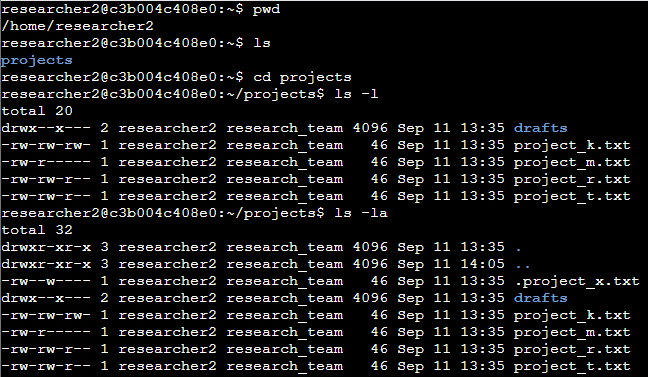 researcher2@c3b004c408e0:~$ pwd
/home/researcher2
researcher2@c3b004c408e0:~$ ls
projects
researcher2@c3b004c408e0:~$ cd projects
researcher2@c3b004c408e0:~/projects$ ls -l
total 20
drwx--x--- 2 researcher2 research_team 4096 Sep 11 13:35 drafts
-rw-rw-rw- 1 researcher2 research_team   46 Sep 11 13:35 project_k.txt
-rw-r----- 1 researcher2 research_team   46 Sep 11 13:35 project_m.txt
-rw-rw-r-- 1 researcher2 research_team   46 Sep 11 13:35 project_r.txt
-rw-rw-r-- 1 researcher2 research_team   46 Sep 11 13:35 project_t.txt
researcher2@c3b004c408e0:~/projects$ ls -la
total 32
drwxr-xr-x 3 researcher2 research_team 4096 Sep 11 13:35 .
drwxr-xr-x 3 researcher2 research_team 4096 Sep 11 14:05 ..
-rw--w---- 1 researcher2 research_team   46 Sep 11 13:35 .project_x.txt
drwx--x--- 2 researcher2 research_team 4096 Sep 11 13:35 drafts
-rw-rw-rw- 1 researcher2 research_team   46 Sep 11 13:35 project_k.txt
-rw-r----- 1 researcher2 research_team   46 Sep 11 13:35 project_m.txt
-rw-rw-r-- 1 researcher2 research_team   46 Sep 11 13:35 project_r.txt
-rw-rw-r-- 1 researcher2 research_team   46 Sep 11 13:35 project_t.txt